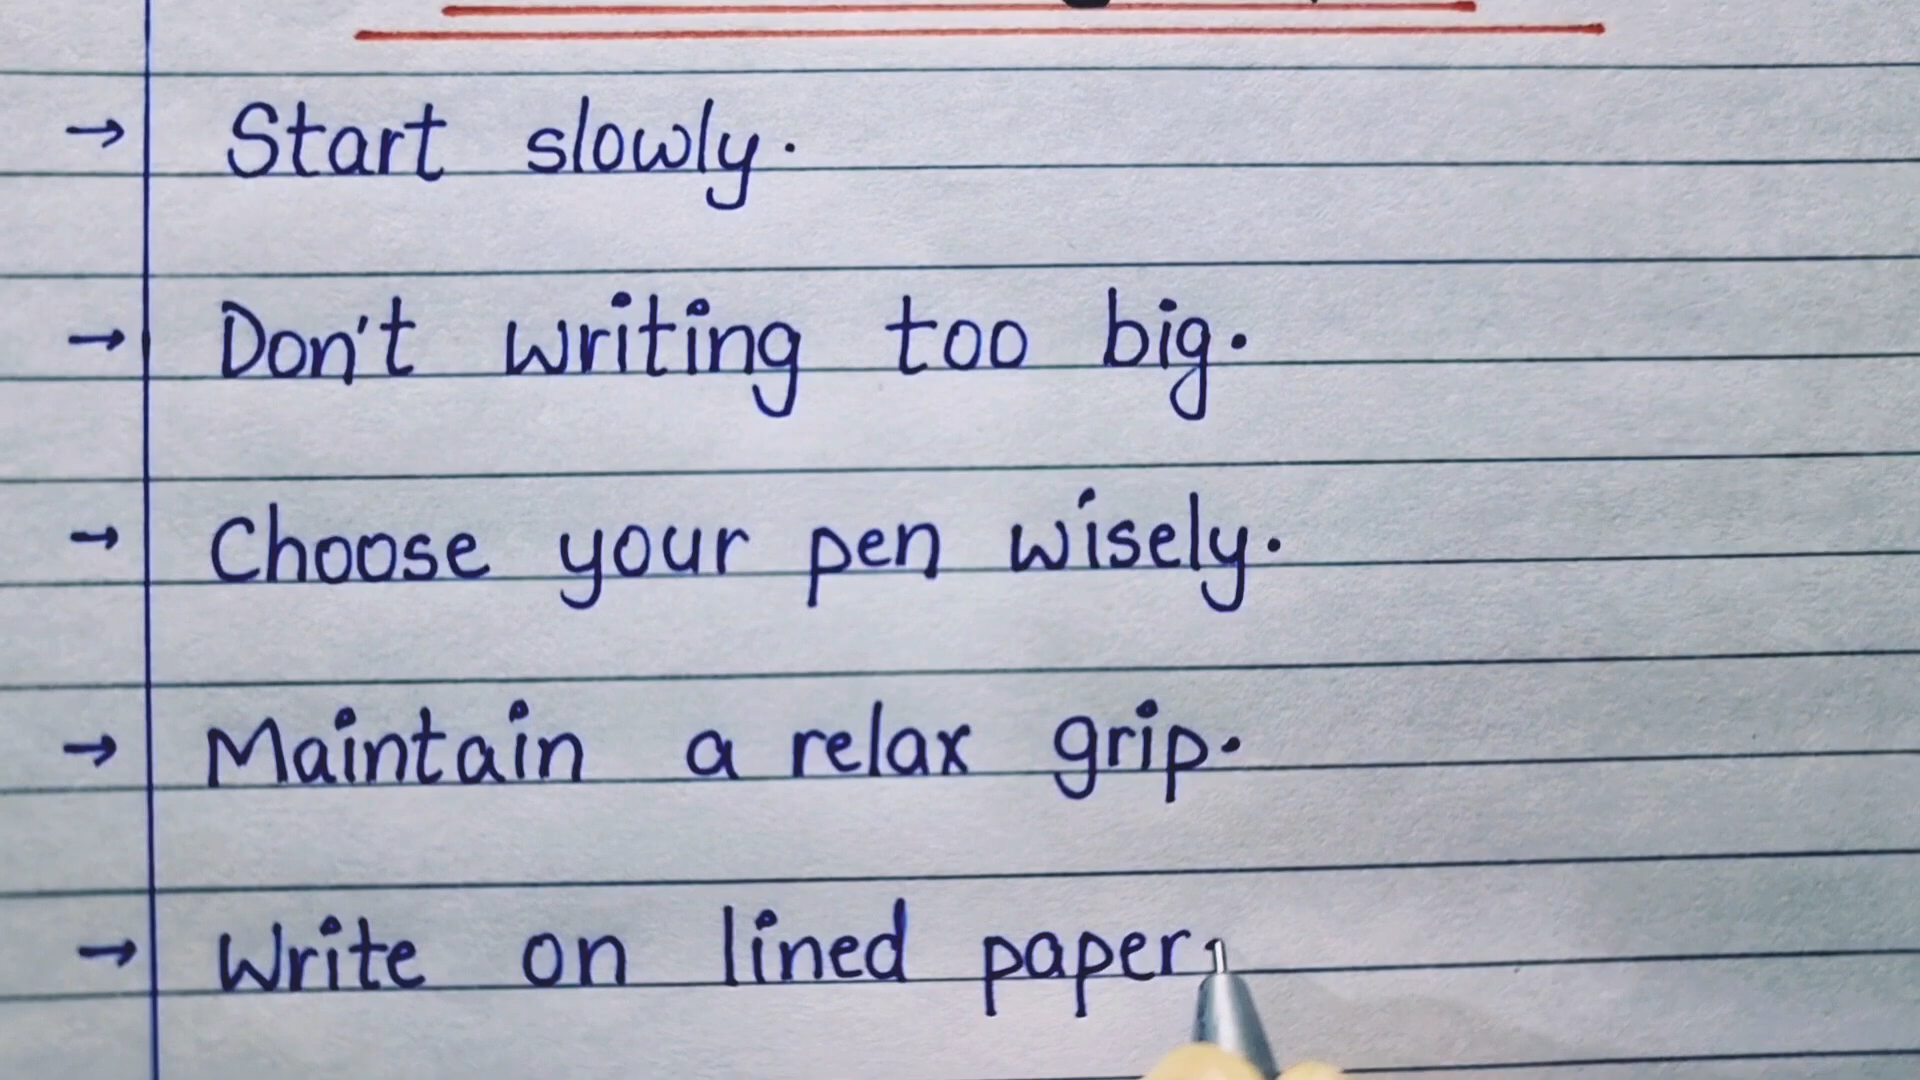 → Start slowly.
→ Don't writing too big.
→ Choose your pen wisely.
→ Maintain a relax grip.
→ Write on lined paper.